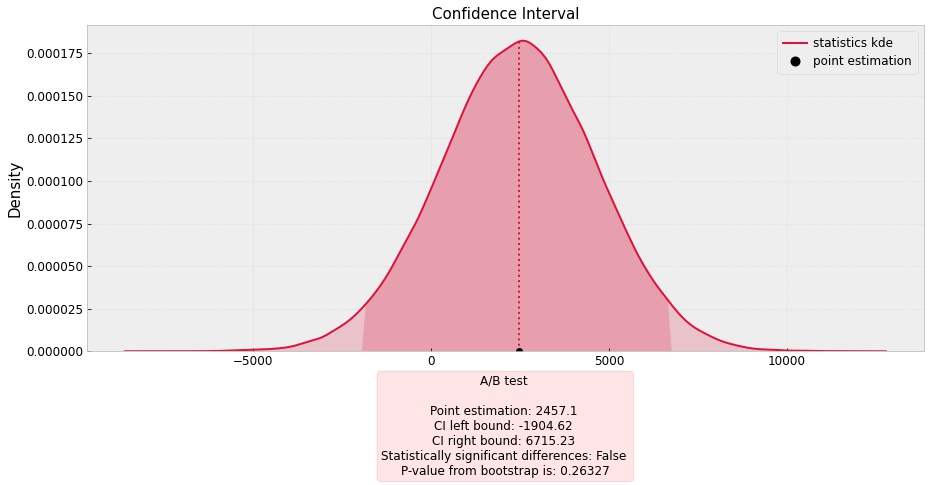 Confidence Interval
statistics kde
point estimation
Density
0.000175
0.000150
0.000125
0.000100
0.000075
0.000050
0.000025
0.000000
−5000 0 5000 10000
A/B test
Point estimation: 2457.1
CI left bound: -1904.62
CI right bound: 6715.23
Statistically significant differences: False
P-value from bootstrap is: 0.26327